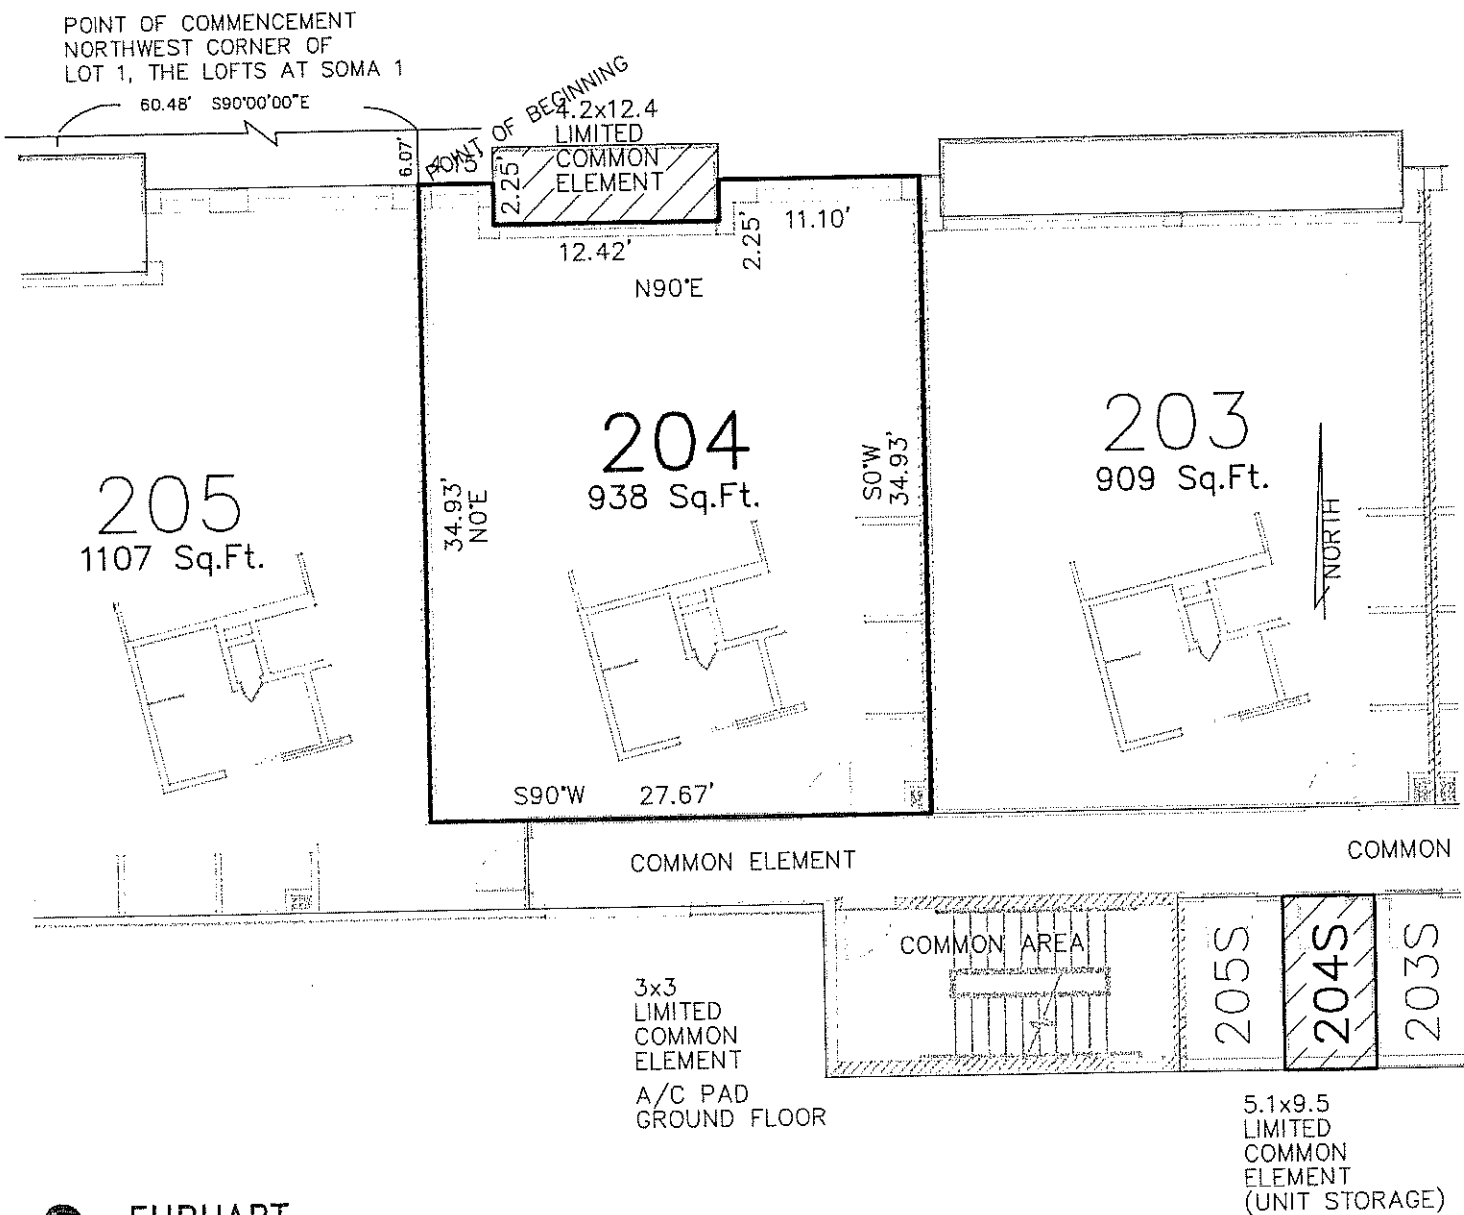 POINT OF COMMENCEMENT
NORTHWEST CORNER OF
LOT 1, THE LOFTS AT SOMA 1
60.48' S90°00'00"E
6.07'
POINT OF BEGINNING
4.2x12.4
LIMITED
COMMON
ELEMENT
2.25'
12.42'
2.25'
11.10'
N90°E
205
1107 Sq.Ft.
34.93'
N0°E
204
938 Sq.Ft.
S0°W
34.93'
203
909 Sq.Ft.
NORTH
S90°W 27.67'
COMMON ELEMENT
COMMON
COMMON AREA
205S
204S
203S
3x3
LIMITED
COMMON
ELEMENT
A/C PAD
GROUND FLOOR
5.1x9.5
LIMITED
COMMON
ELEMENT
(UNIT STORAGE)